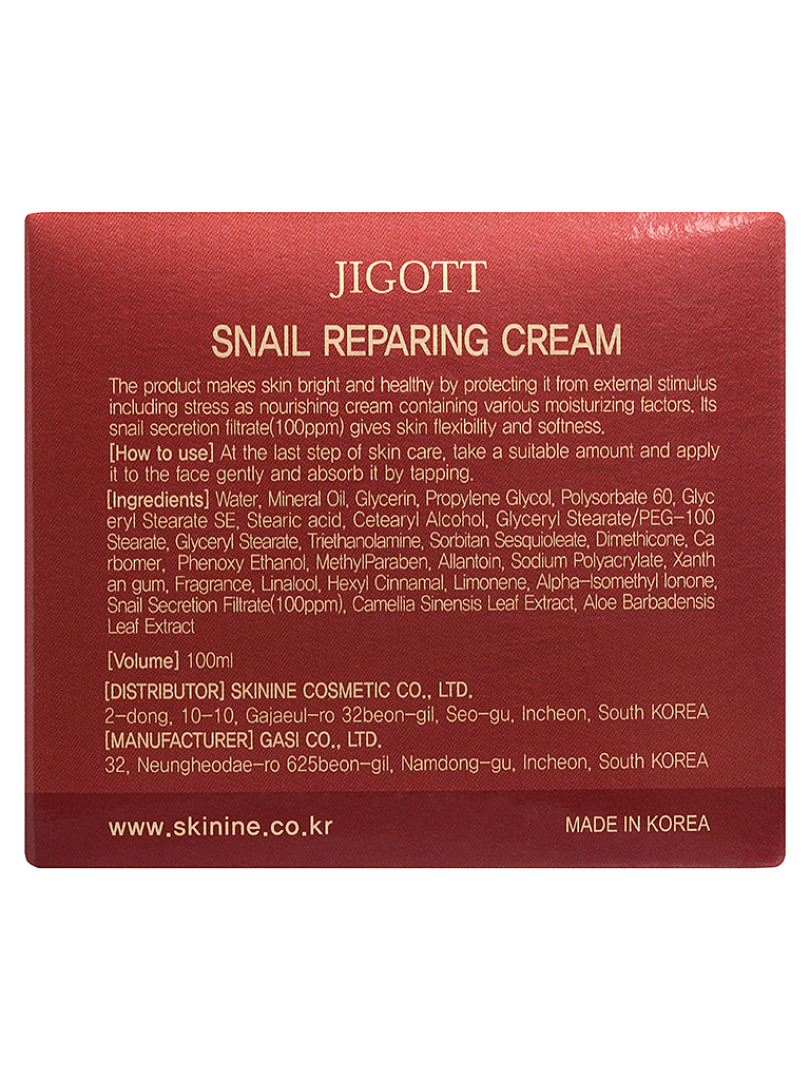 JIGOTT
SNAIL REPARING CREAM
The product makes skin bright and healthy by protecting it from external stimulus
including stress as nourishing cream containing various moisturizing factors. Its
snail secretion filtrate(100ppm) gives skin flexibility and softness.
[How to use] At the last step of skin care, take a suitable amount and apply
it to the face gently and absorb it by tapping.
[Ingredients] Water, Mineral Oil, Glycerin, Propylene Glycol, Polysorbate 60, Glyc
eryl Stearate SE, Stearic acid, Cetearyl Alcohol, Glyceryl Stearate/PEG-100
Stearate, Glyceryl Stearate, Triethanolamine, Sorbitan Sesquioleate, Dimethicone, Ca
rbomer, Phenoxy Ethanol, MethylParaben, Allantoin, Sodium Polyacrylate, Xanth
an gum, Fragrance, Linalool, Hexyl Cinnamal, Limonene, Alpha-Isomethyl Ionone,
Snail Secretion Filtrate(100ppm), Camellia Sinensis Leaf Extract, Aloe Barbadensis
Leaf Extract
[Volume] 100ml
[DISTRIBUTOR] SKININE COSMETIC CO., LTD.
2-dong, 10-10, Gajaeul-ro 32beon-gil, Seo-gu, Incheon, South KOREA
[MANUFACTURER] GASI CO., LTD.
32, Neungheodae-ro 625beon-gil, Namdong-gu, Incheon, South KOREA
www.skinine.co.kr MADE IN KOREA